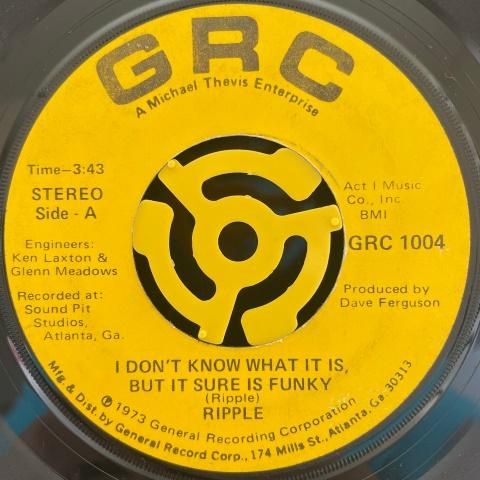 GRC
A Michael Thevis Enterprise
Time-3:43
STEREO
Side - A
Act I Music
Co., Inc.
BMI
GRC 1004
Engineers:
Ken Laxton &
Glenn Meadows
Recorded at:
Sound Pit
Studios,
Atlanta, Ga.
Produced by
Dave Ferguson
I DON'T KNOW WHAT IT IS,
BUT IT SURE IS FUNKY
(Ripple)
RIPPLE
℗ 1973 General Recording Corporation
Mfg. & Dist. by General Record Corp., 174 Mills St., Atlanta, Ga. 30313